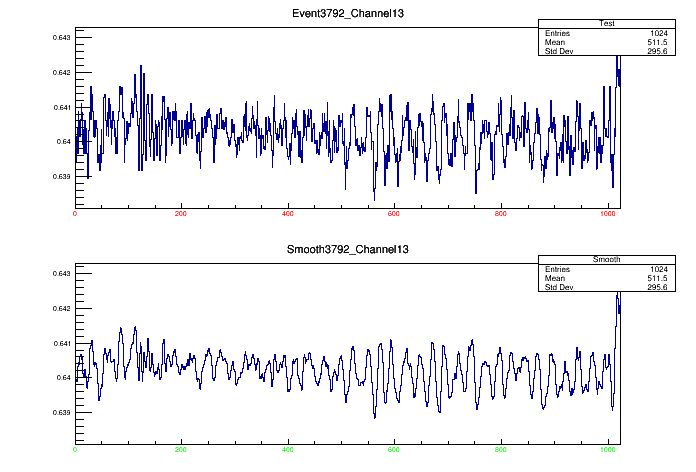 Event3792_Channel13
Test
Entries 1024
Mean 511.5
Std Dev 295.6
0.643
0.642
0.641
0.64
0.639
0 200 400 600 800 1000
Smooth3792_Channel13
Smooth
Entries 1024
Mean 511.5
Std Dev 295.6
0.643
0.642
0.641
0.64
0.639
0 200 400 600 800 1000